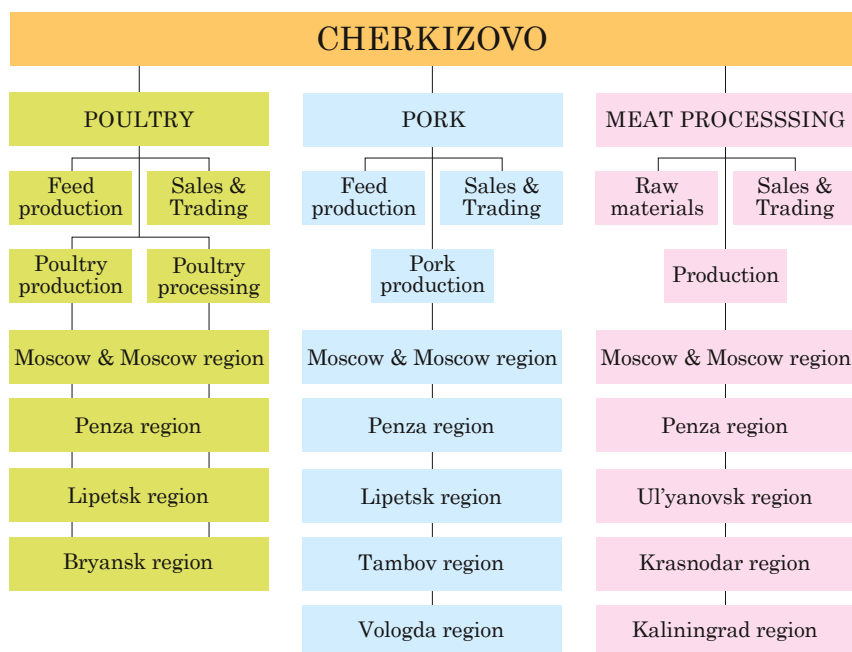 CHERKIZOVO
POULTRY
PORK
MEAT PROCESSSING
Feed
production
Sales &
Trading
Feed
production
Sales &
Trading
Raw
materials
Sales &
Trading
Poultry
production
Poultry
processing
Pork
production
Production
Moscow & Moscow region
Moscow & Moscow region
Moscow & Moscow region
Penza region
Penza region
Penza region
Lipetsk region
Lipetsk region
Ul'yanovsk region
Bryansk region
Tambov region
Krasnodar region
Vologda region
Kaliningrad region